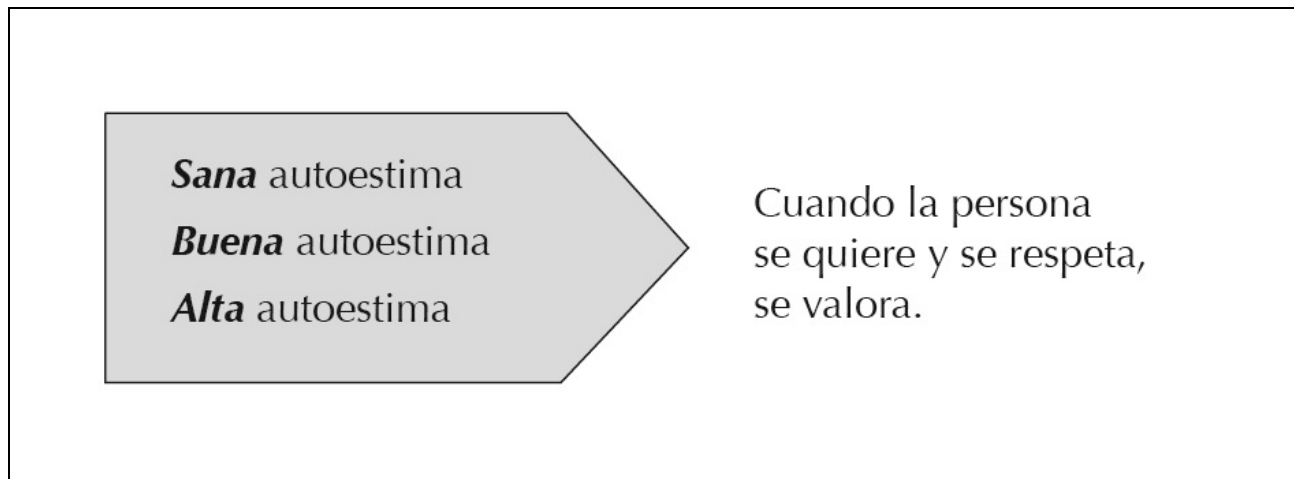 Sana autoestima
Buena autoestima
Alta autoestima
Cuando la persona
se quiere y se respeta,
se valora.